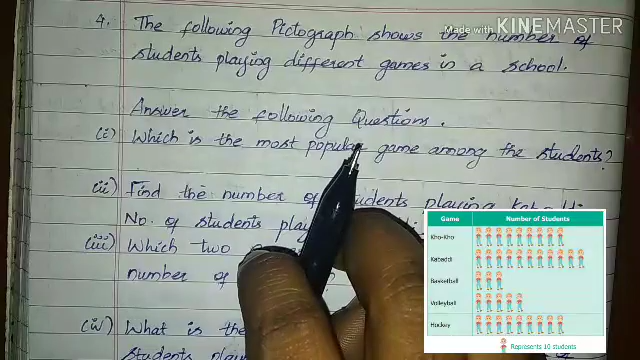 Made with KINEMASTER
4. The following Pictograph shows the number of
students playing different games in a school.
Answer the following Questions.
(i) Which is the most popular game among the students?
(ii) Find the number of students playing Kabaddi
No. of students
(iii) Which two
number of
(iv) What is the
students
Game Number of Students
Kho-Kho
Kabaddi
Basketball
Volleyball
Hockey
Represents 10 students